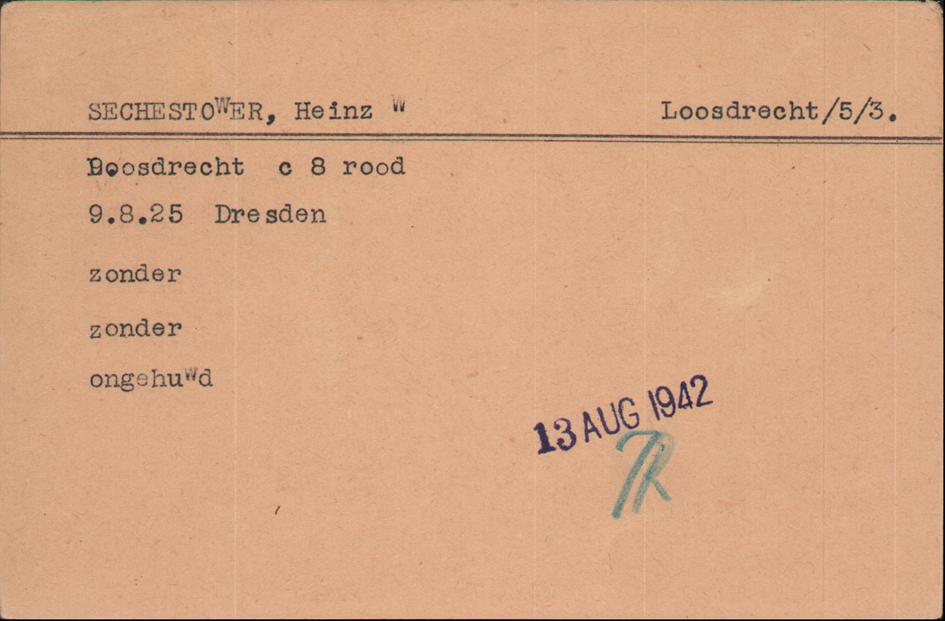 SECHESTOWER, Heinz W Loosdrecht/5/3.
Loosdrecht c 8 rood
9.8.25 Dresden
zonder
zonder
ongehuwd
13 AUG 1942